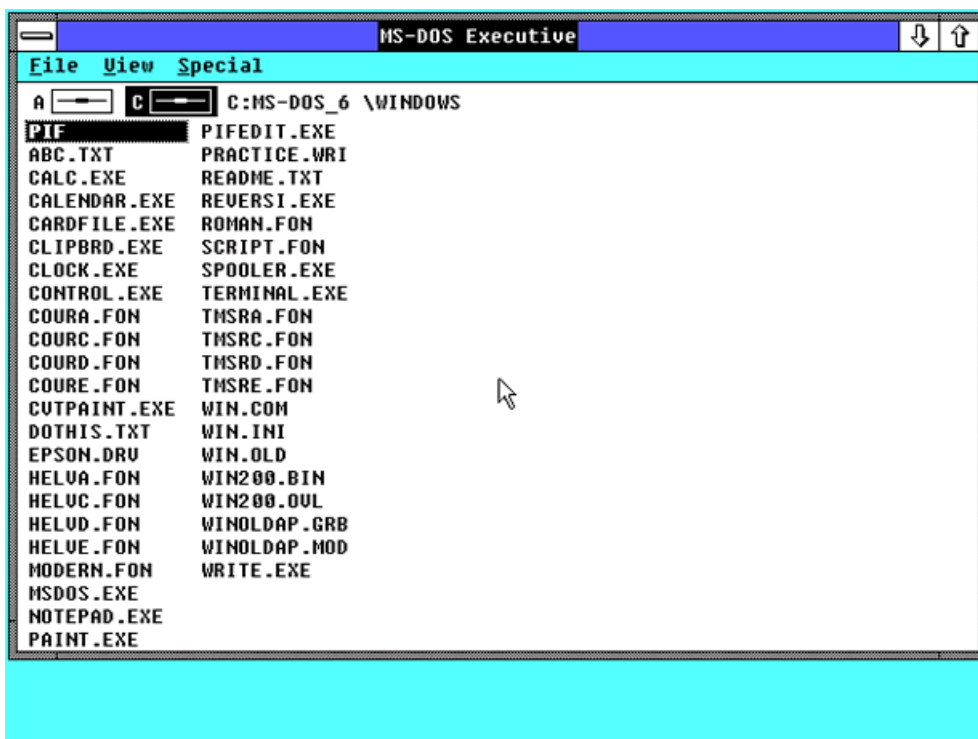 MS-DOS Executive
File View Special
A C C:MS-DOS_6 \WINDOWS
PIF
ABC.TXT
CALC.EXE
CALENDAR.EXE
CARDFILE.EXE
CLIPBRD.EXE
CLOCK.EXE
CONTROL.EXE
COURA.FON
COURC.FON
COURD.FON
COURE.FON
CVTPAINT.EXE
DOTHIS.TXT
EPSON.DRV
HELVA.FON
HELVC.FON
HELVD.FON
HELVE.FON
MODERN.FON
MSDOS.EXE
NOTEPAD.EXE
PAINT.EXE
PIFEDIT.EXE
PRACTICE.WRI
README.TXT
REVERSI.EXE
ROMAN.FON
SCRIPT.FON
SPOOLER.EXE
TERMINAL.EXE
TMSRA.FON
TMSRC.FON
TMSRD.FON
TMSRE.FON
WIN.COM
WIN.INI
WIN.OLD
WIN200.BIN
WIN200.OVL
WINOLDAP.GRB
WINOLDAP.MOD
WRITE.EXE